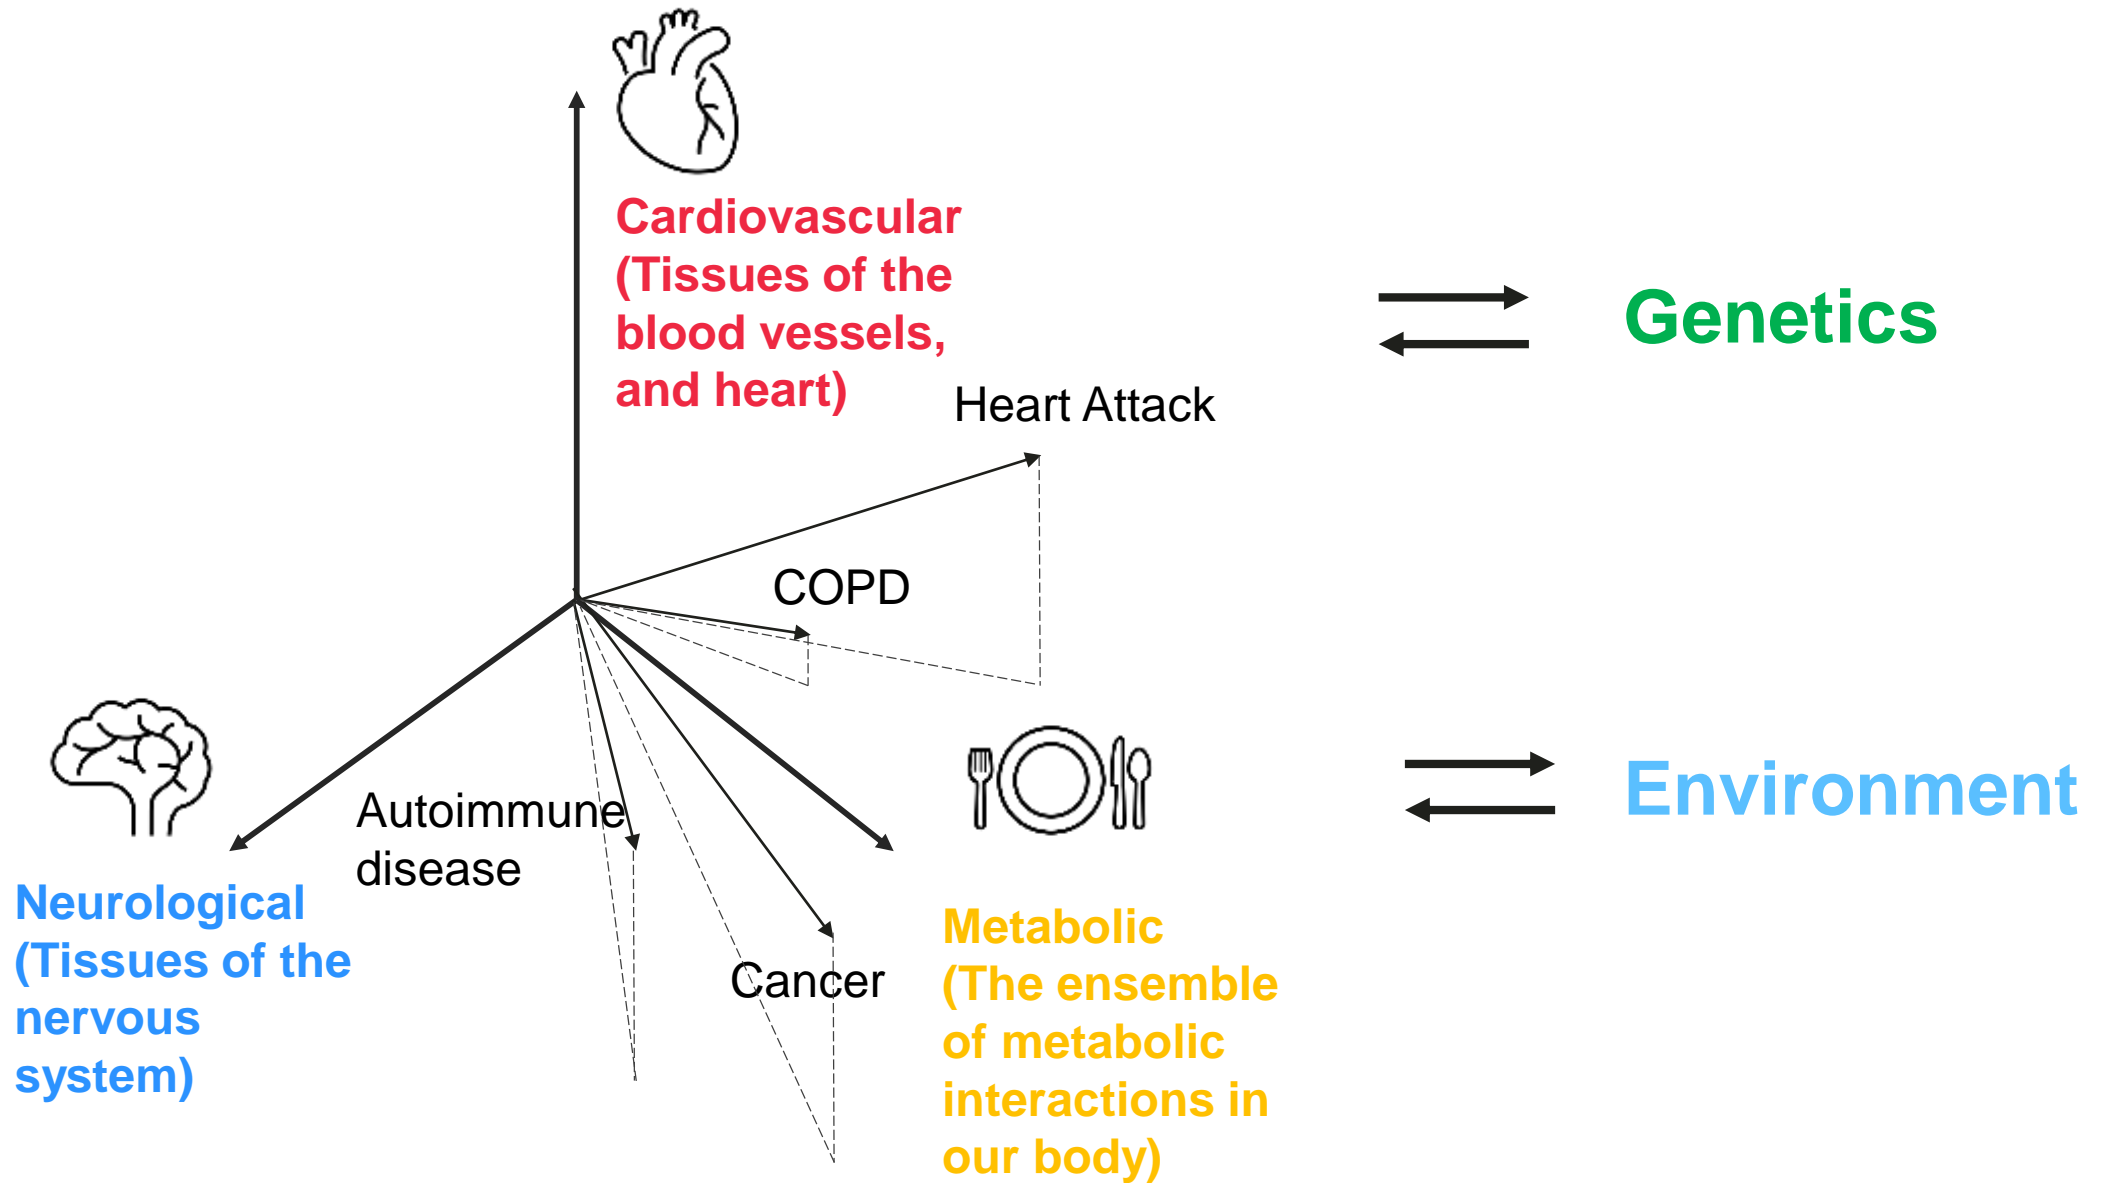 Cardiovascular
(Tissues of the
blood vessels,
and heart)
Genetics
Heart Attack
COPD
Environment
Autoimmune
disease
Neurological
(Tissues of the
nervous
system)
Cancer
Metabolic
(The ensemble
of metabolic
interactions in
our body)